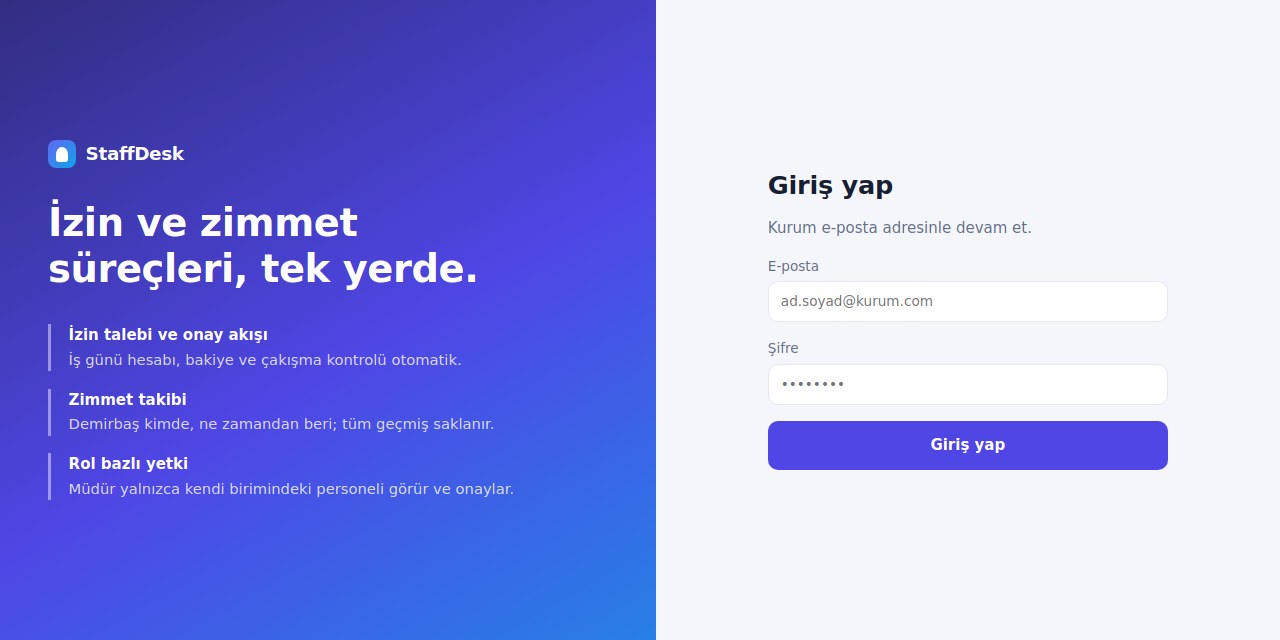 StaffDesk
İzin ve zimmet
süreçleri, tek yerde.
İzin talebi ve onay akışı
İş günü hesabı, bakiye ve çakışma kontrolü otomatik.
Zimmet takibi
Demirbaş kimde, ne zamandan beri; tüm geçmiş saklanır.
Rol bazlı yetki
Müdür yalnızca kendi birimindeki personeli görür ve onaylar.
Giriş yap
Kurum e-posta adresinle devam et.
E-posta
ad.soyad@kurum.com
Şifre
••••••••
Giriş yap